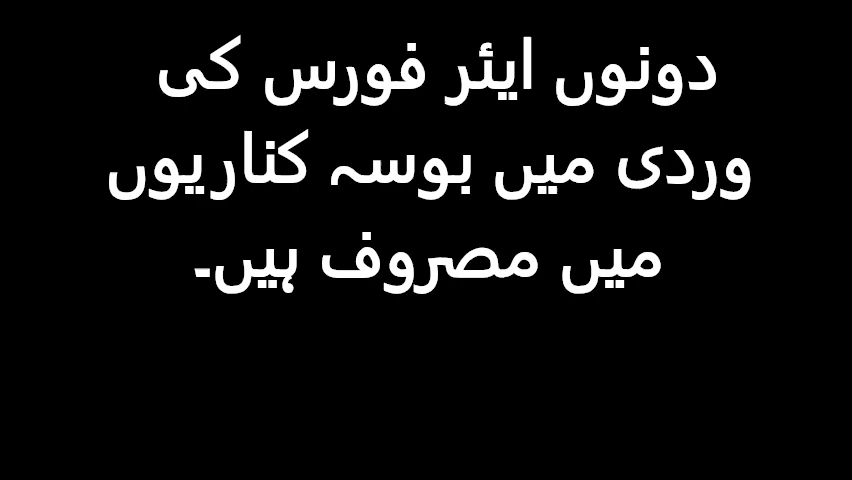 دونوں ایئر فورس کی
وردی میں بوسہ کناریوں
میں مصروف ہیں۔